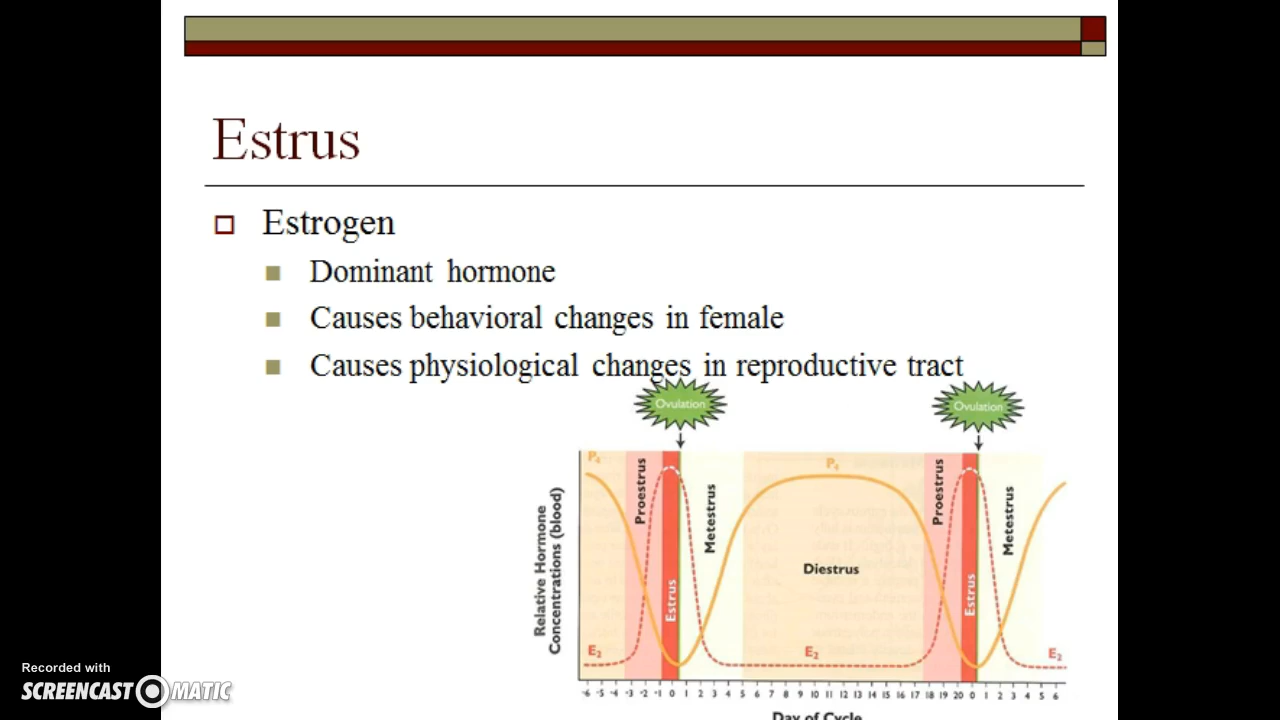 Estrus
Estrogen
Dominant hormone
Causes behavioral changes in female
Causes physiological changes in reproductive tract
Ovulation
Ovulation
P4
Proestrus
Estrus
Metestrus
P4
Diestrus
Proestrus
Estrus
Metestrus
Relative Hormone
Concentrations (blood)
E2
E2
E2
-6 -5 -4 -3 -2 -1 0 1 2 3 4 5 6 7 8 9 10 11 12 13 14 15 16 17 18 19 20 0 1 2 3 4 5 6
Day of Cycle
Recorded with
SCREENCAST MATIC